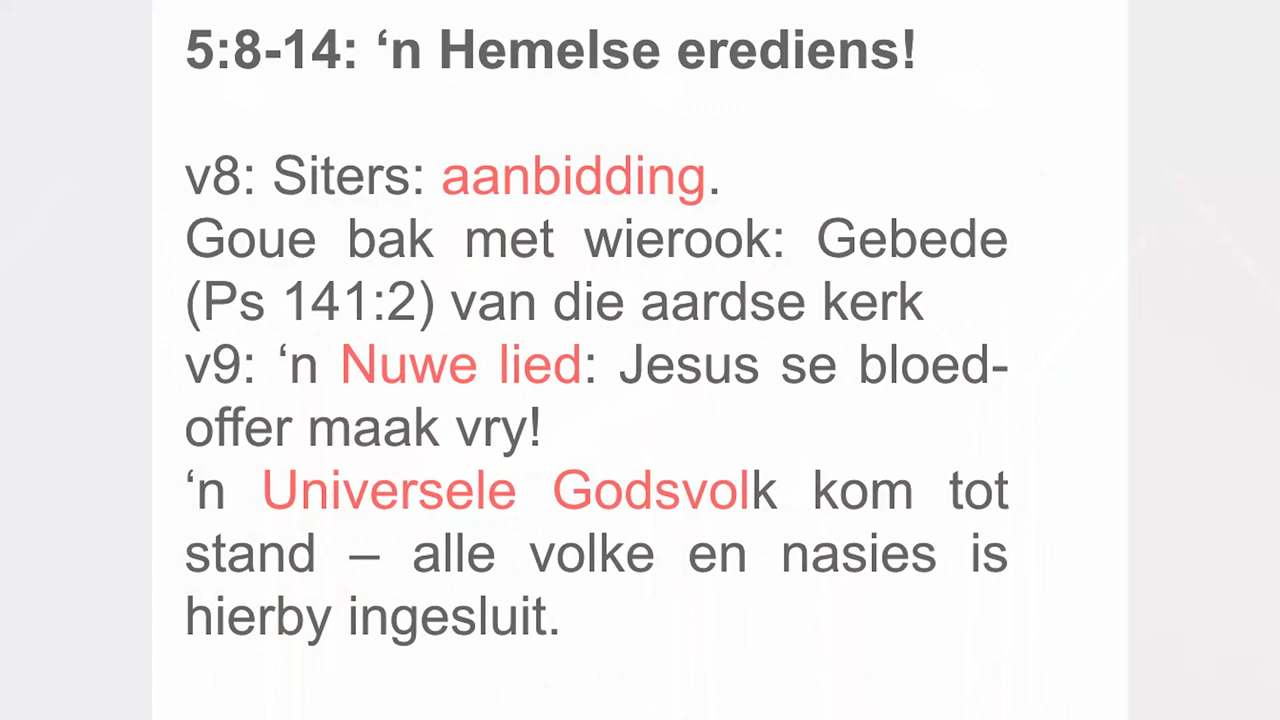 5:8-14: ‘n Hemelse erediens!
v8: Siters: aanbidding.
Goue bak met wierook: Gebede
(Ps 141:2) van die aardse kerk
v9: ‘n Nuwe lied: Jesus se bloed-
offer maak vry!
‘n Universele Godsvolk kom tot
stand – alle volke en nasies is
hierby ingesluit.